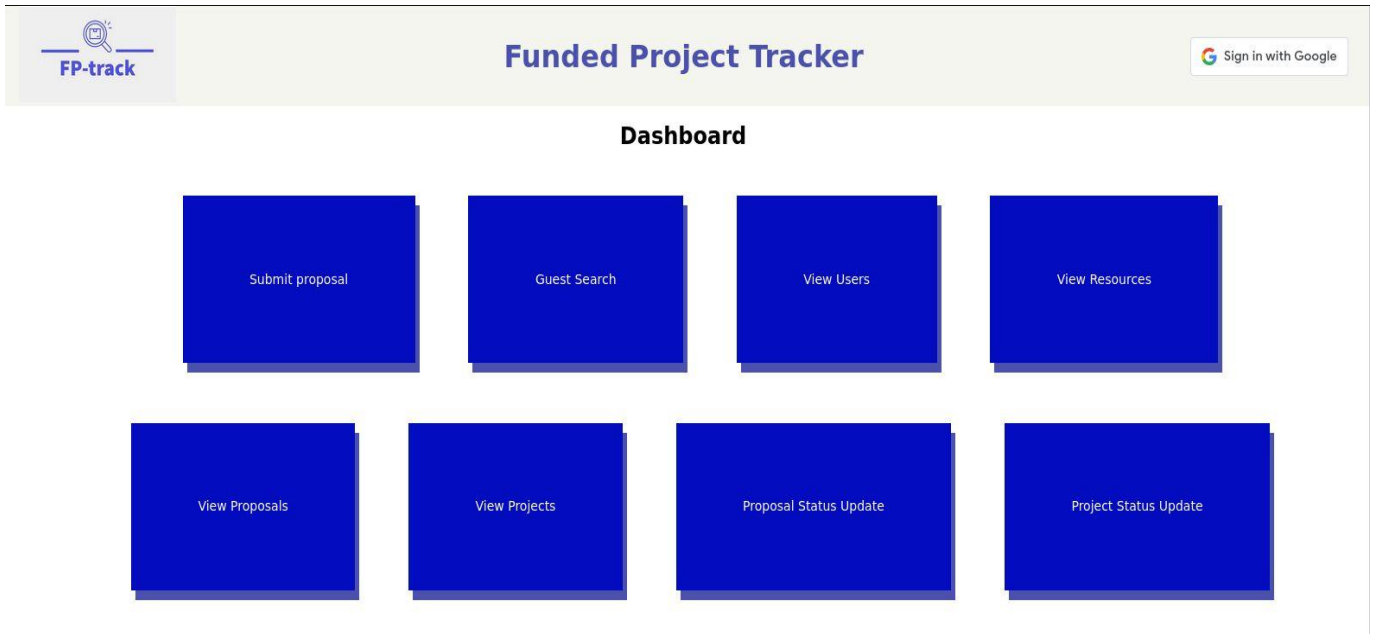 FP-track
Funded Project Tracker
Sign in with Google
Dashboard
Submit proposal
Guest Search
View Users
View Resources
View Proposals
View Projects
Proposal Status Update
Project Status Update